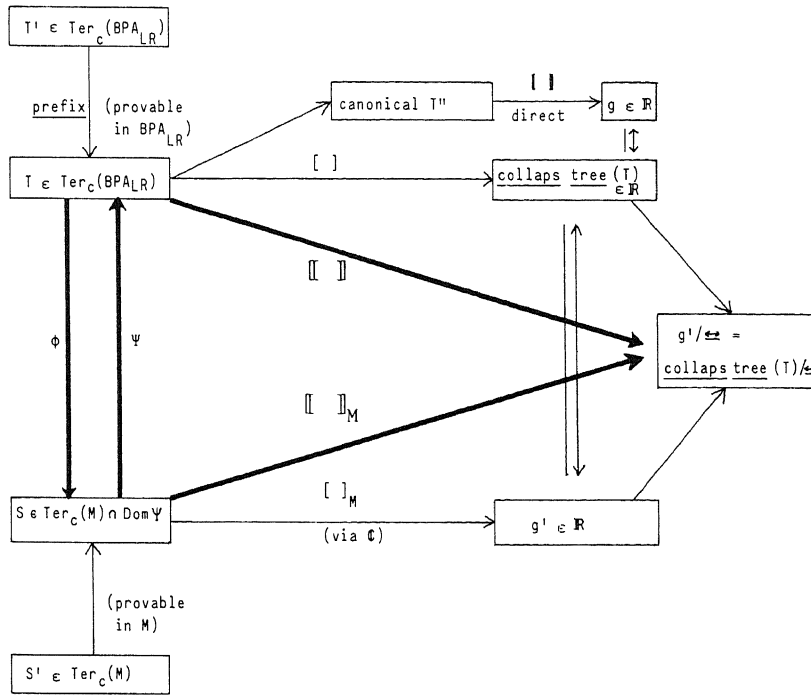 T' ε Ter_c(BPA_LR)
prefix (provable
in BPA_LR)
[ ]
canonical T"
direct
g ε ℝ
T ε Ter_c(BPA_LR)
[ ]
collaps tree (T)
ε ℝ
⟦ ⟧
ϕ
Ψ
g'/↔ =
collaps tree (T)/
⟦ ⟧_M
S ε Ter_c(M) ∩ Dom Ψ
[ ]_M
(via ℂ)
g' ε ℝ
(provable
in M)
S' ε Ter_c(M)